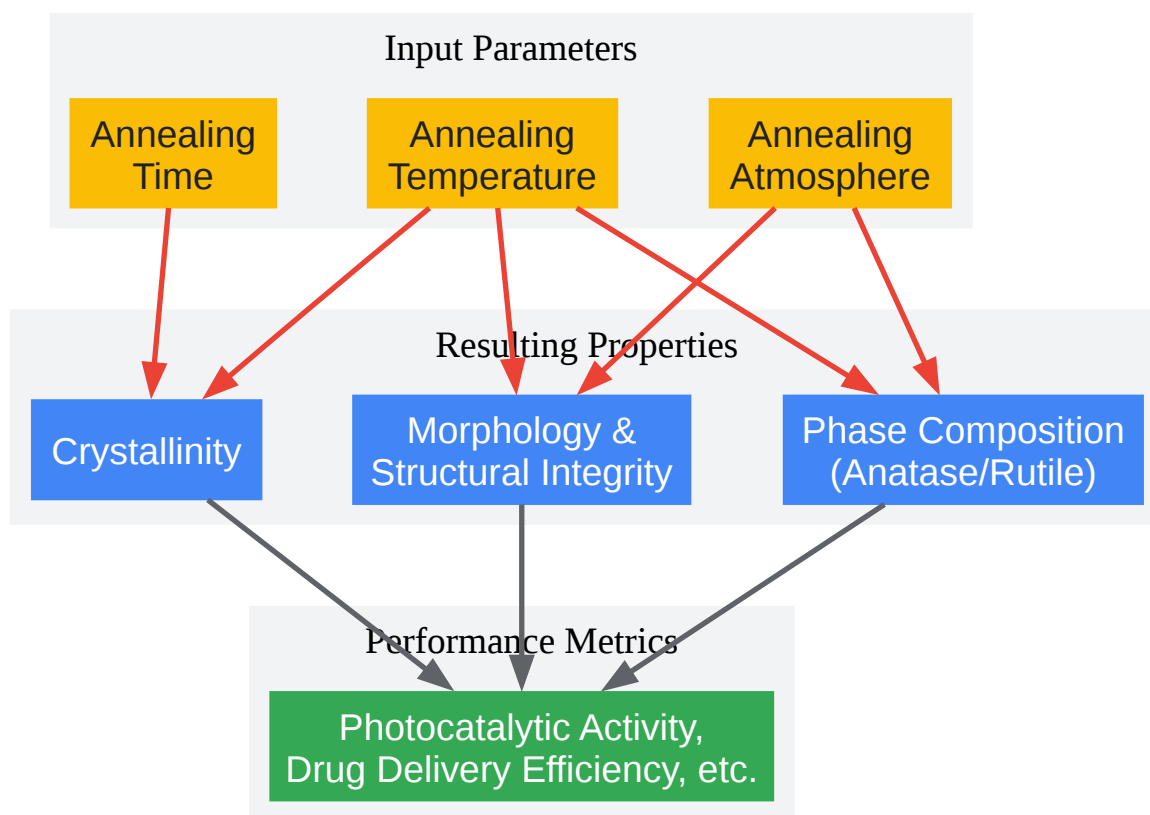 Input Parameters
Annealing
Time
Annealing
Temperature
Annealing
Atmosphere
Resulting Properties
Crystallinity
Morphology &
Structural Integrity
Phase Composition
(Anatase/Rutile)
Performance Metrics
Photocatalytic Activity,
Drug Delivery Efficiency, etc.